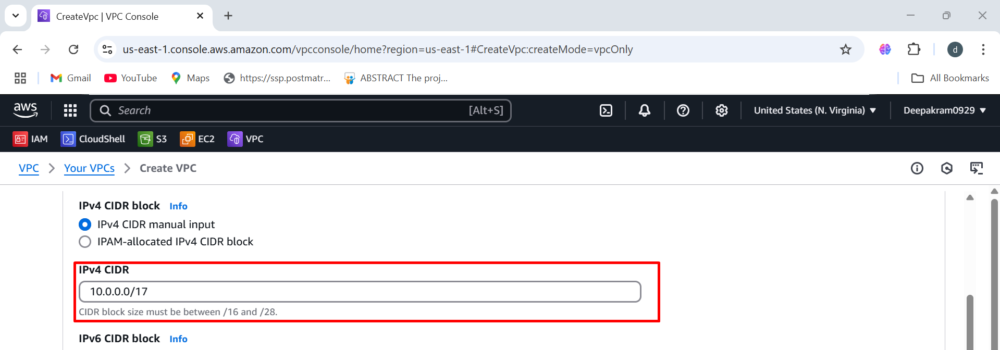 CreateVpc | VPC Console
us-east-1.console.aws.amazon.com/vpcconsole/home?region=us-east-1#CreateVpc:createMode=vpcOnly
d
Gmail YouTube Maps https://ssp.postmatr... ABSTRACT The proj... All Bookmarks
aws Search [Alt+S] United States (N. Virginia) Deepakram0929
IAM CloudShell S3 EC2 VPC
VPC > Your VPCs > Create VPC
IPv4 CIDR block Info
IPv4 CIDR manual input
IPAM-allocated IPv4 CIDR block
IPv4 CIDR
10.0.0.0/17
CIDR block size must be between /16 and /28.
IPv6 CIDR block Info